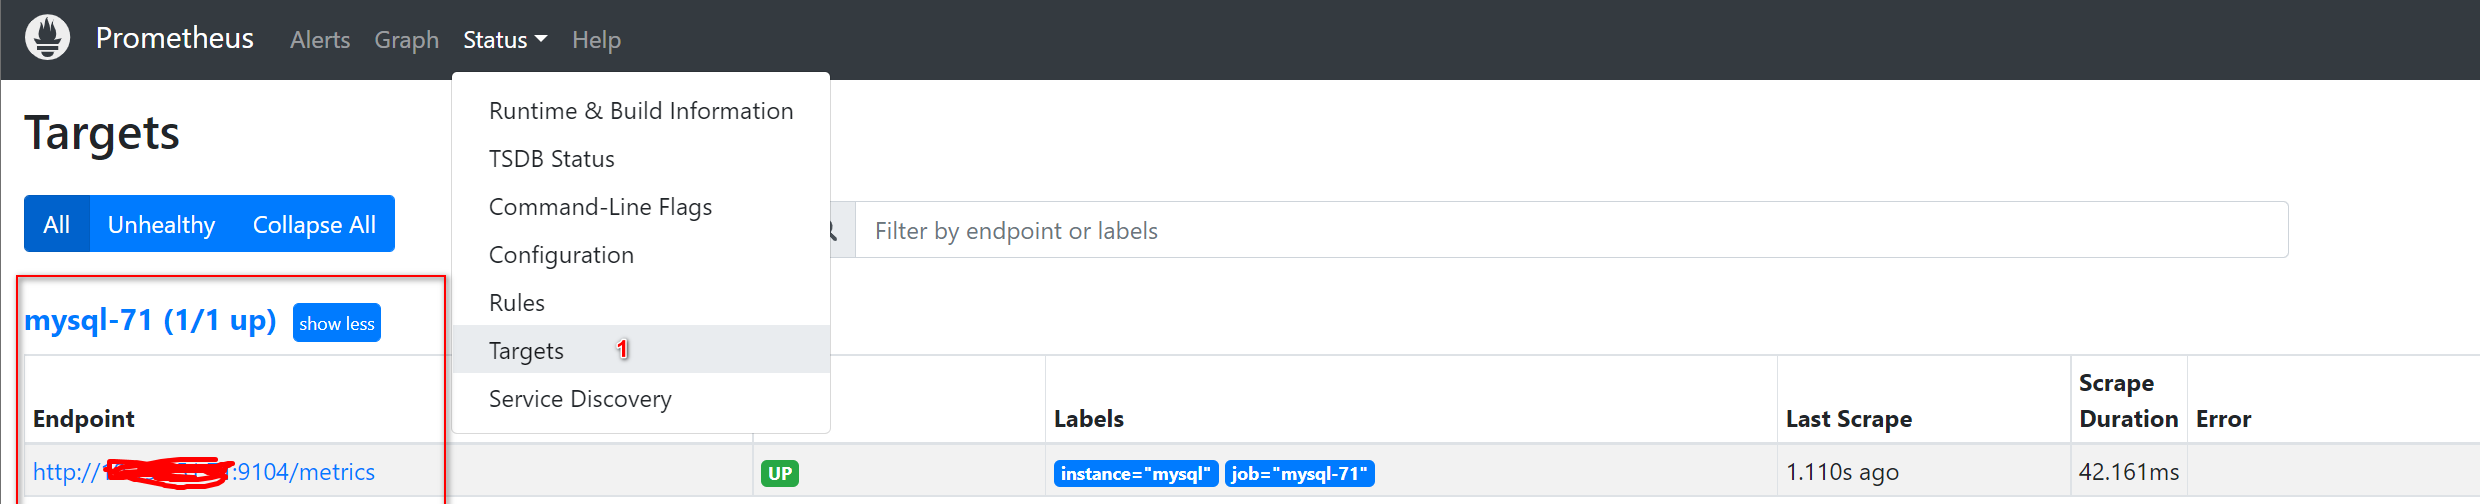 Prometheus Alerts Graph Status Help
Runtime & Build Information
Targets
TSDB Status
Command-Line Flags
All Unhealthy Collapse All
Filter by endpoint or labels
Configuration
Rules
mysql-71 (1/1 up) show less
Targets 1
Service Discovery
Endpoint Labels Last Scrape Scrape Duration Error
http:// :9104/metrics UP instance="mysql" job="mysql-71" 1.110s ago 42.161ms